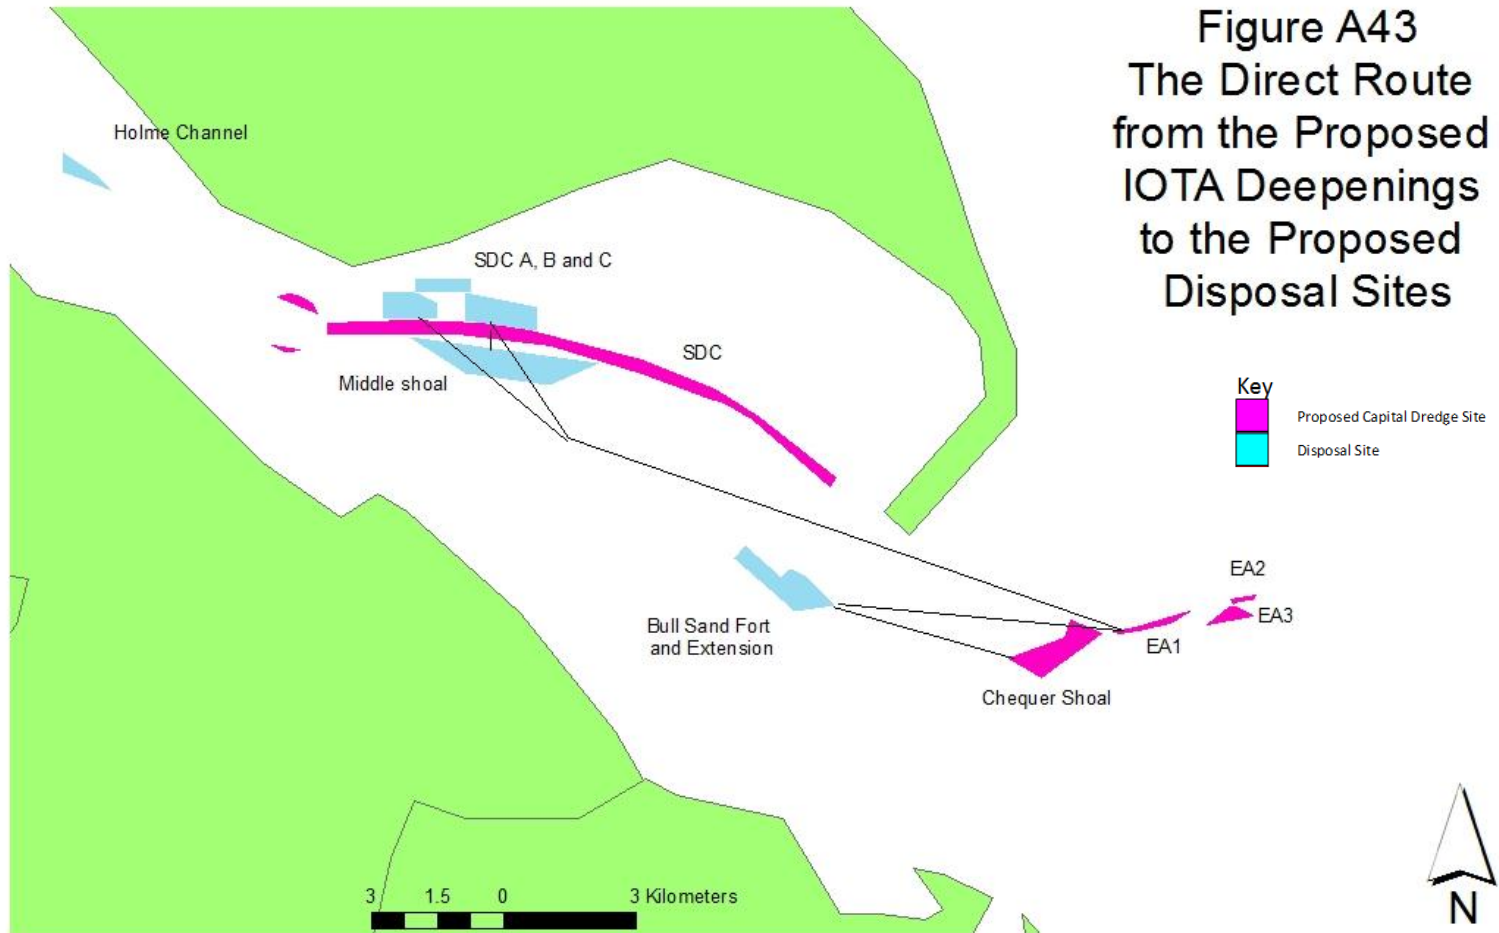 Figure A43
The Direct Route
from the Proposed
IOTA Deepenings
to the Proposed
Disposal Sites
Holme Channel
SDC A, B and C
SDC
Middle shoal
Key
Proposed Capital Dredge Site
Disposal Site
EA2
EA3
EA1
Bull Sand Fort
and Extension
Chequer Shoal
3 1.5 0 3 Kilometers
N